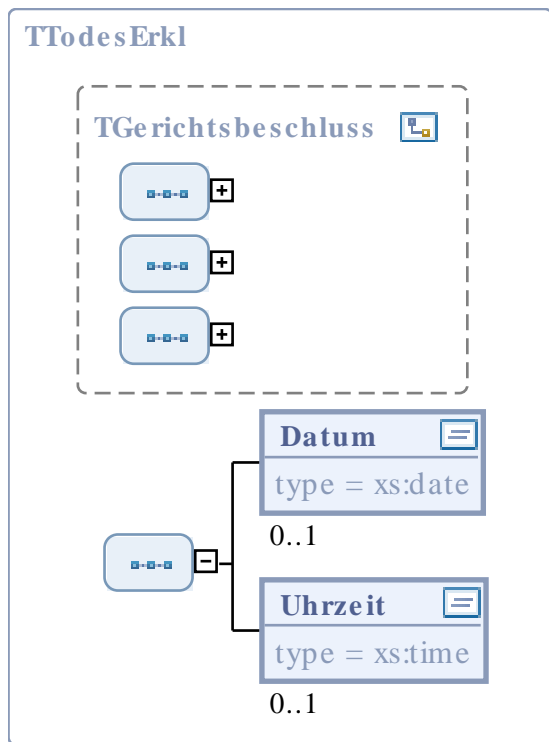 TTodesErkl
TGerichtsbeschluss
Datum
type = xs:date
0..1
Uhrzeit
type = xs:time
0..1